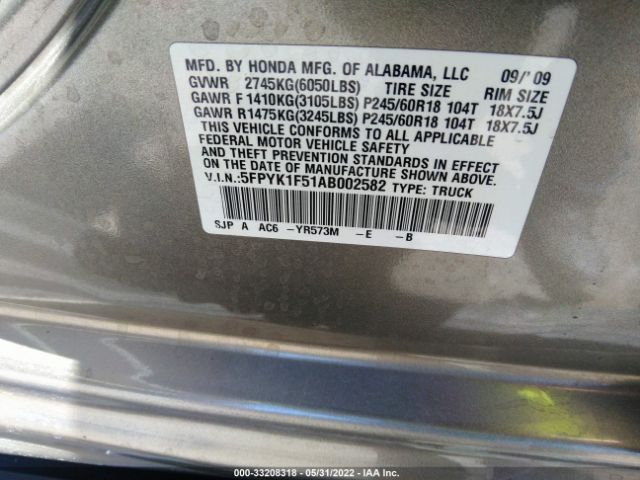 MFD. BY HONDA MFG. OF ALABAMA, LLC 09/'09
GVWR 2745KG(6050LBS) TIRE SIZE RIM SIZE
GAWR F 1410KG(3105LBS) P245/60R18 104T 18X7.5J
GAWR R1475KG(3245LBS) P245/60R18 104T 18X7.5J
THIS VEHICLE CONFORMS TO ALL APPLICABLE
FEDERAL MOTOR VEHICLE SAFETY
AND THEFT PREVENTION STANDARDS IN EFFECT
ON THE DATE OF MANUFACTURE SHOWN ABOVE.
V.I.N.:5FPYK1F51AB002582 TYPE: TRUCK
SJP A AC6 -YR573M -E -B
000-33208318 - 05/31/2022 - IAA Inc.